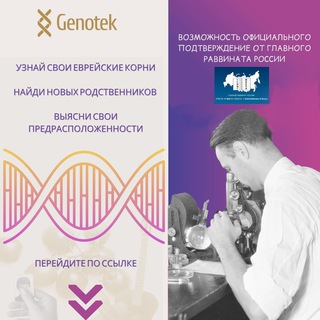 Genotek
УЗНАЙ СВОИ ЕВРЕЙСКИЕ КОРНИ
НАЙДИ НОВЫХ РОДСТВЕННИКОВ
ВЫЯСНИ СВОИ
ПРЕДРАСПОЛОЖЕННОСТИ
ПЕРЕЙДИТЕ ПО ССЫЛКЕ
ВОЗМОЖНОСТЬ ОФИЦИАЛЬНОГО
ПОДТВЕРЖДЕНИЕ ОТ ГЛАВНОГО
РАВВИНАТА РОССИИ